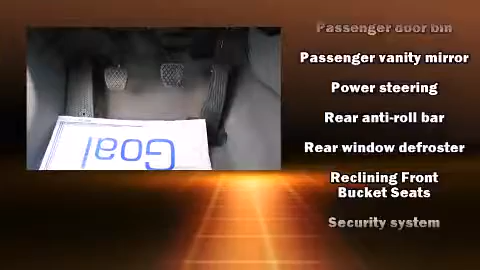 Passenger door bin
Passenger vanity mirror
Power steering
Rear anti-roll bar
Rear window defroster
Reclining Front
Bucket Seats
Security system
Goal